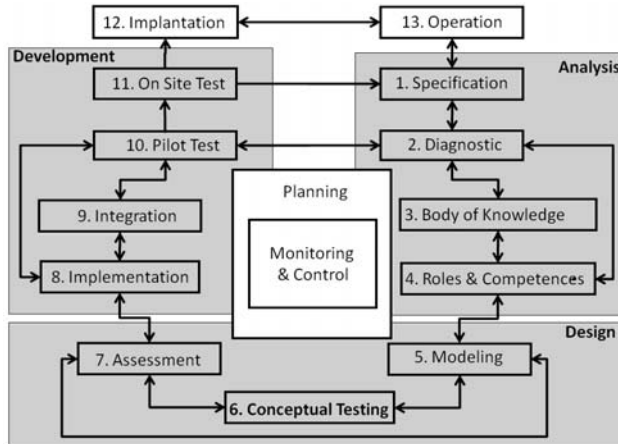 12. Implantation
13. Operation
Development
Analysis
11. On Site Test
1. Specification
10. Pilot Test
2. Diagnostic
Planning
9. Integration
3. Body of Knowledge
Monitoring
& Control
8. Implementation
4. Roles & Competences
Design
7. Assessment
5. Modeling
6. Conceptual Testing